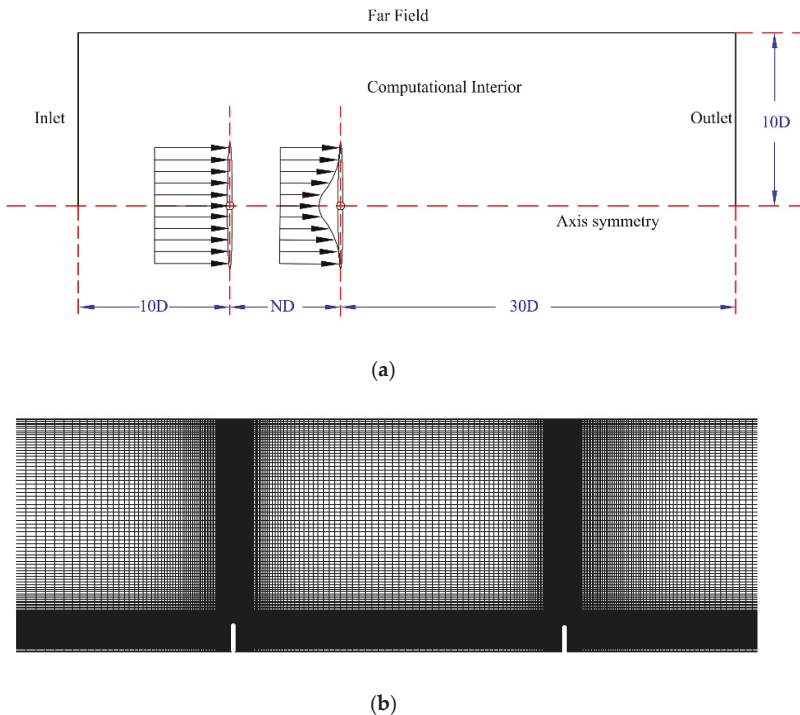 Far Field
Computational Interior
Inlet
Outlet
10D
Axis symmetry
10D
ND
30D
(a)
(b)